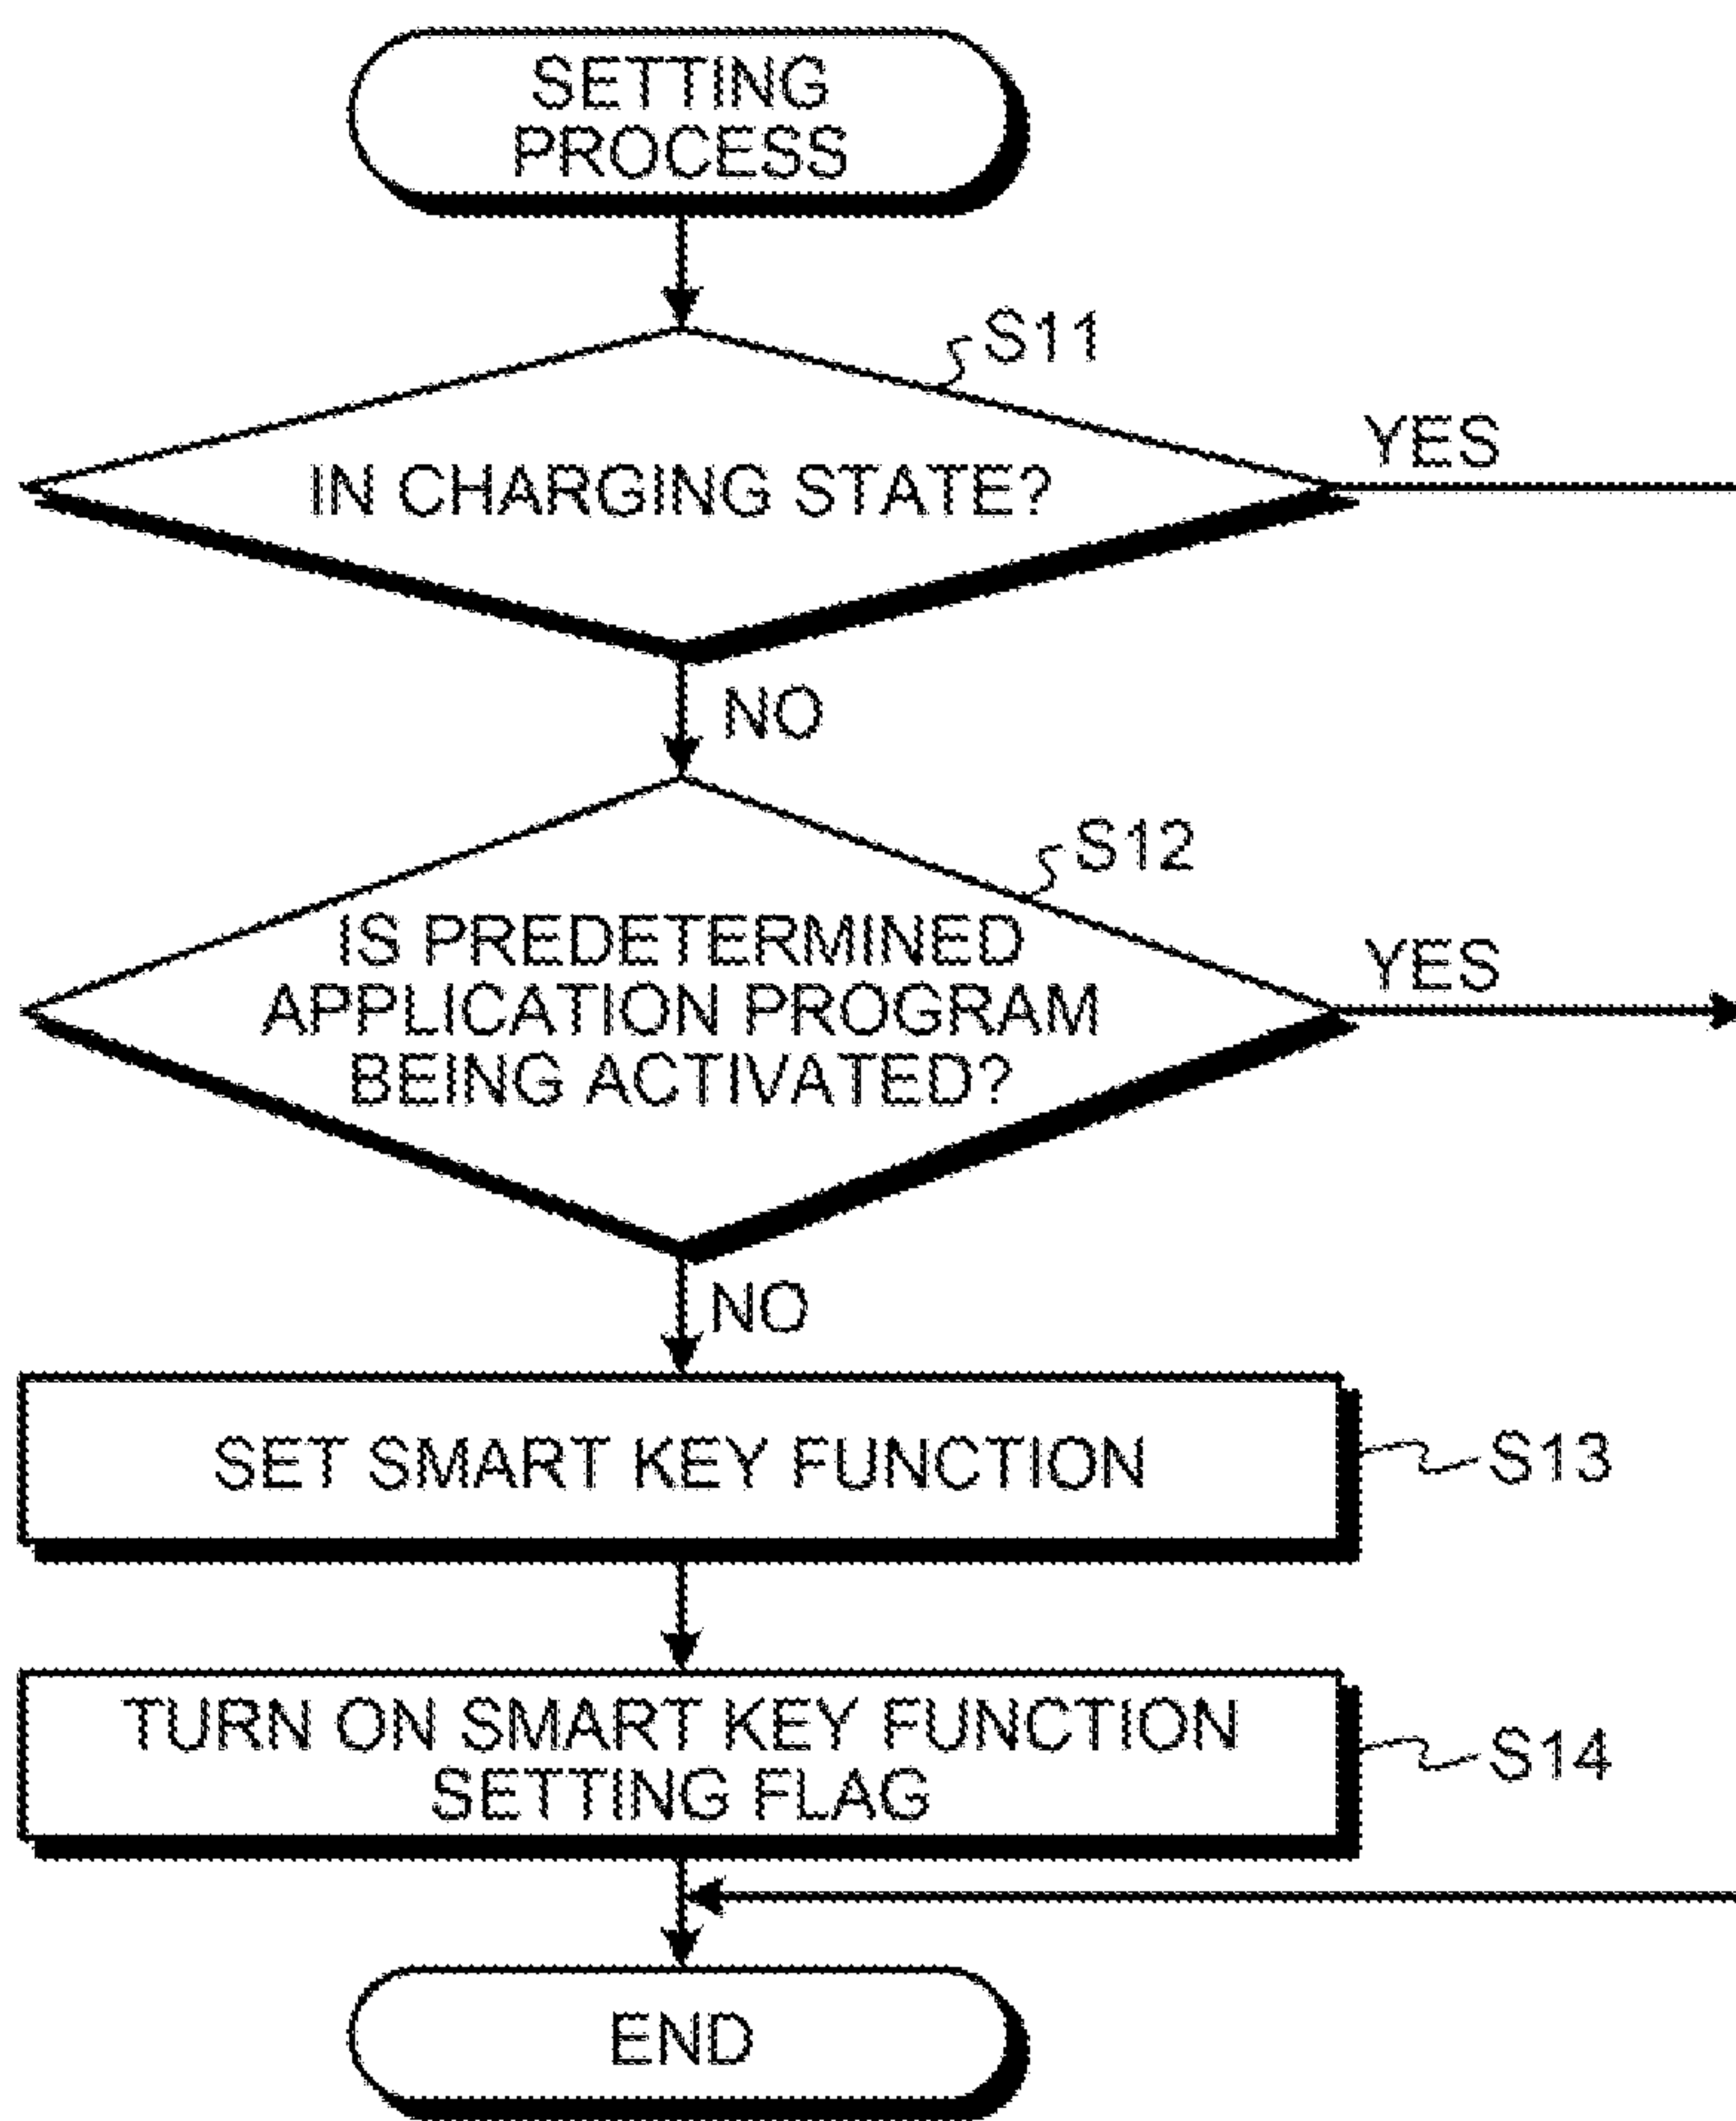 SETTING
PROCESS
S11
IN CHARGING STATE?
YES
NO
S12
IS PREDETERMINED
APPLICATION PROGRAM
BEING ACTIVATED?
YES
NO
SET SMART KEY FUNCTION
S13
TURN ON SMART KEY FUNCTION
SETTING FLAG
S14
END